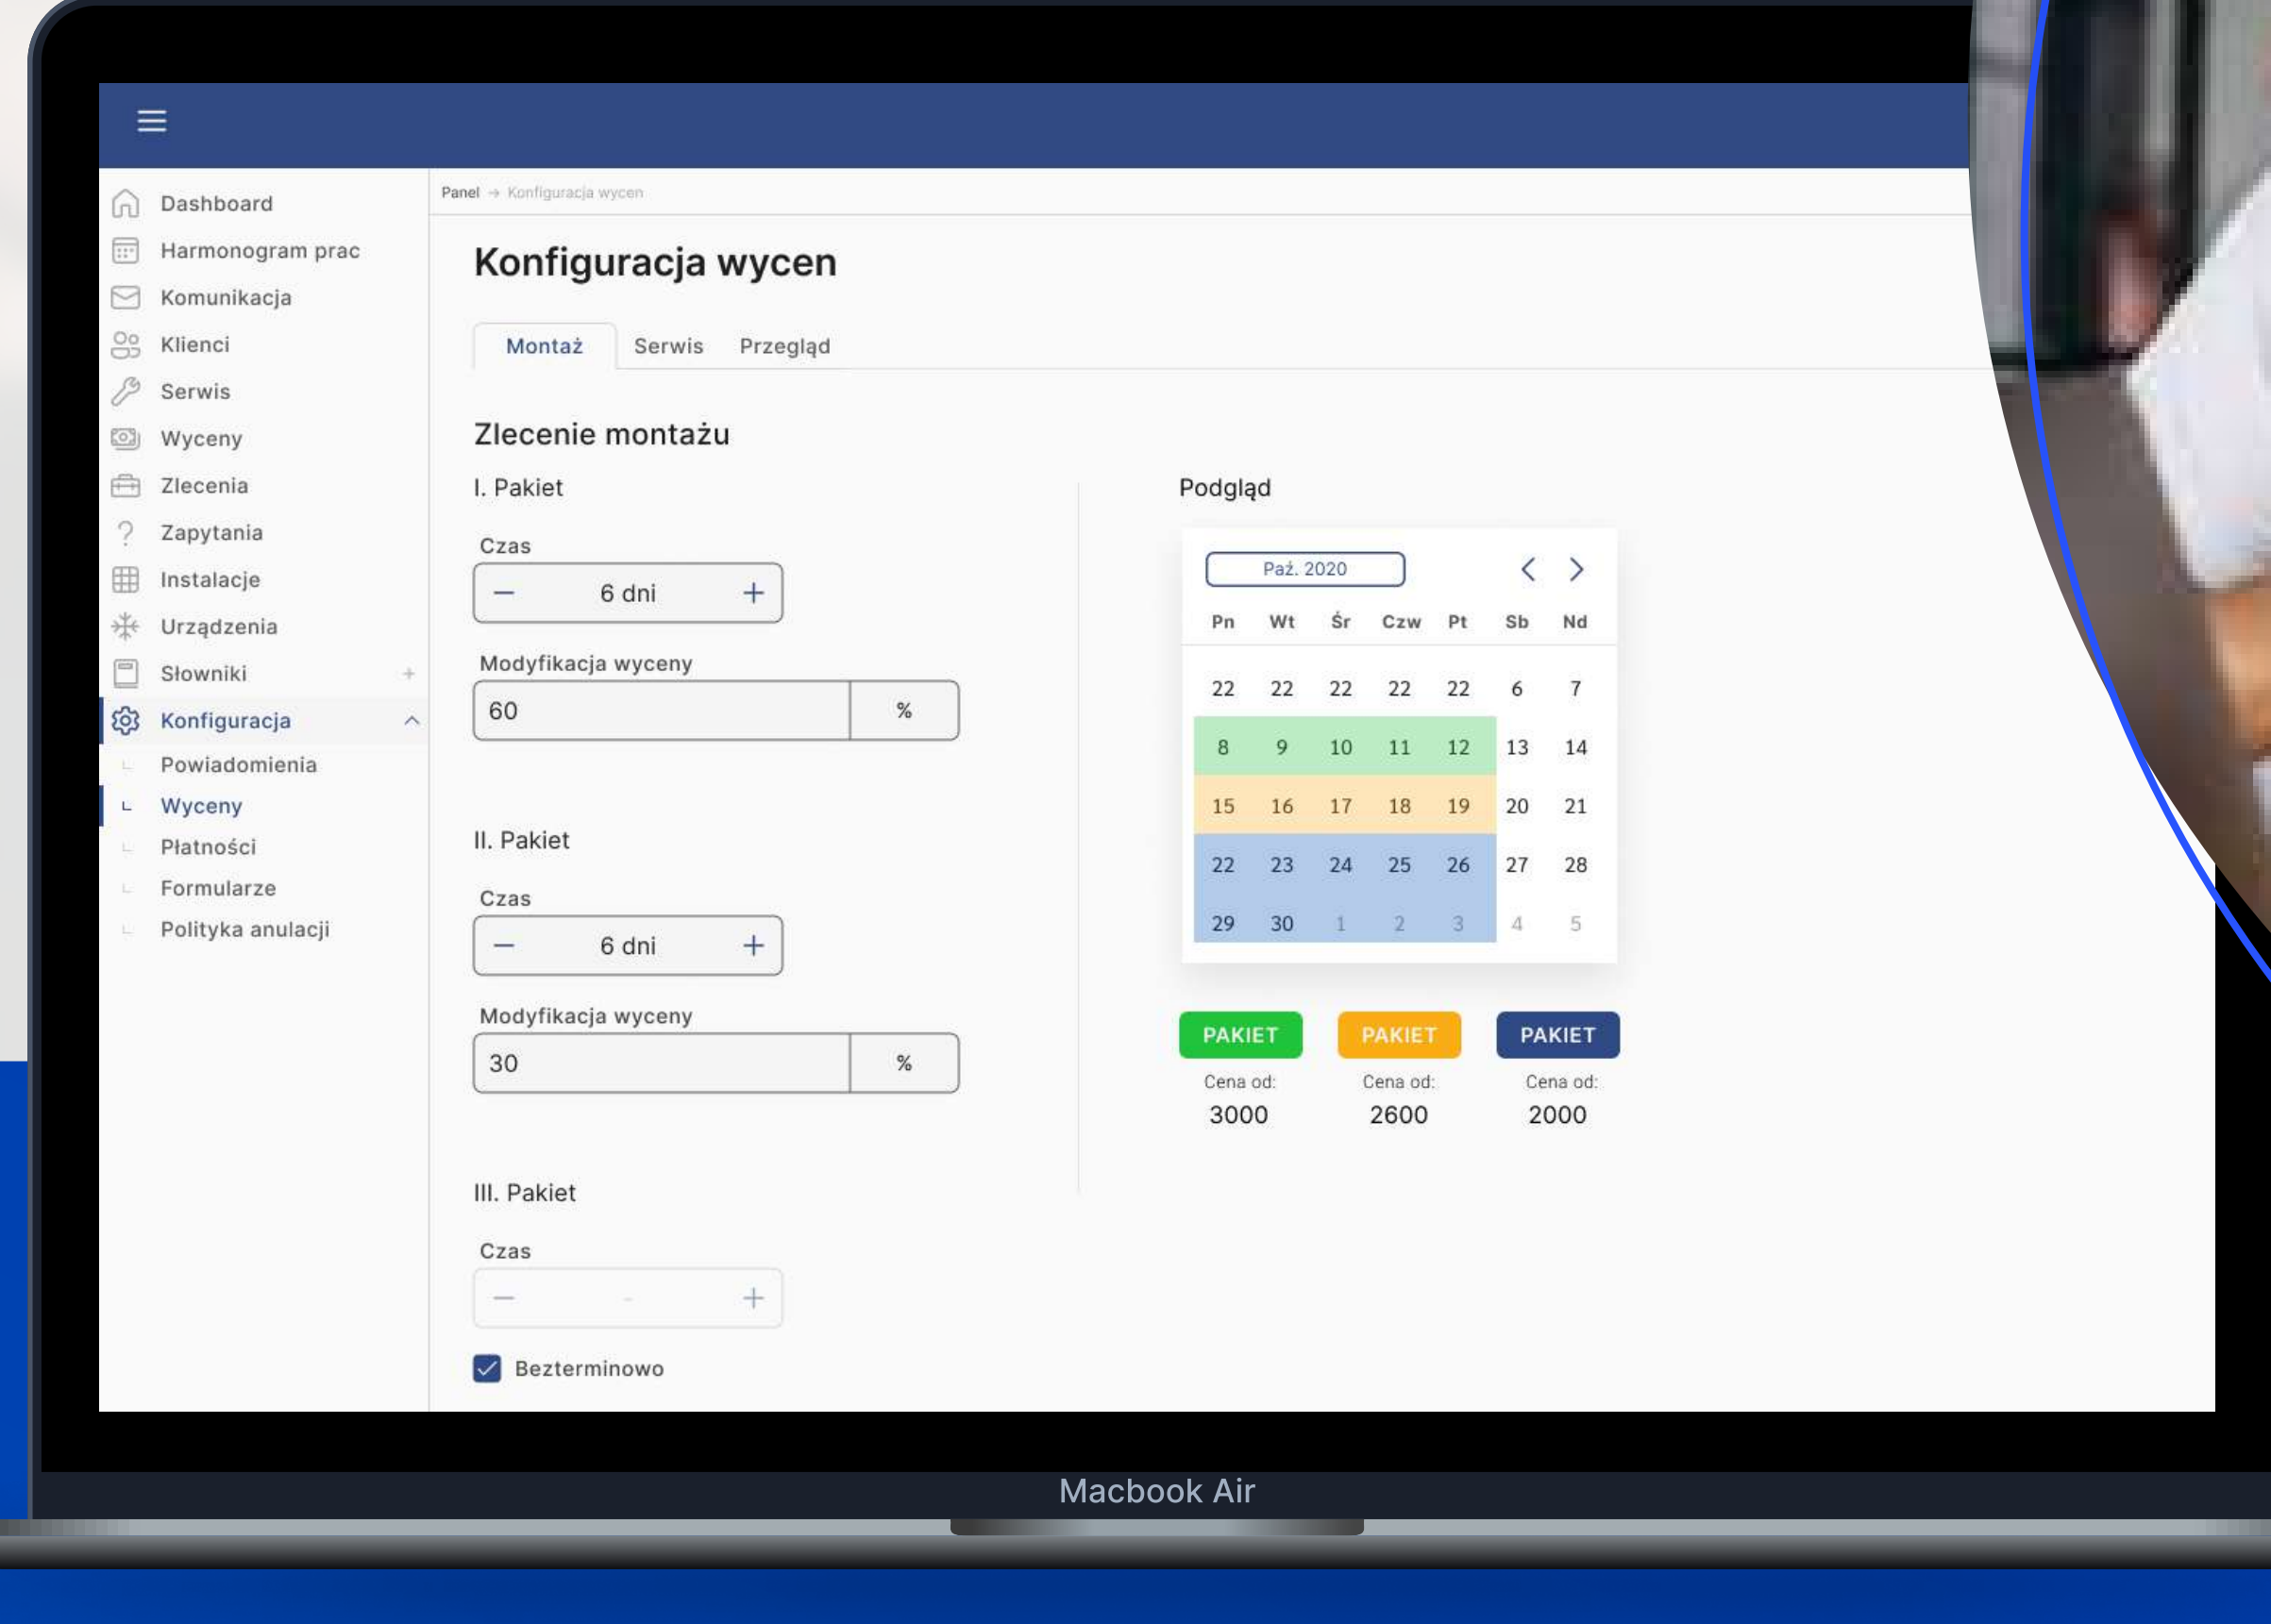 Dashboard
Harmonogram prac
Komunikacja
Klienci
Serwis
Wyceny
Zlecenia
Zapytania
Instalacje
Urządzenia
Słowniki +
Konfiguracja
Powiadomienia
Wyceny
Płatności
Formularze
Polityka anulacji
Panel → Konfiguracja wycen
Konfiguracja wycen
Montaż Serwis Przegląd
Zlecenie montażu
I. Pakiet
Czas
− 6 dni +
Modyfikacja wyceny
60 %
II. Pakiet
Czas
− 6 dni +
Modyfikacja wyceny
30 %
III. Pakiet
Czas
− - +
Bezterminowo
Podgląd
Paź. 2020 < >
Pn Wt Śr Czw Pt Sb Nd
22 22 22 22 22 6 7
8 9 10 11 12 13 14
15 16 17 18 19 20 21
22 23 24 25 26 27 28
29 30 1 2 3 4 5
PAKIET PAKIET PAKIET
Cena od: Cena od: Cena od:
3000 2600 2000
Macbook Air